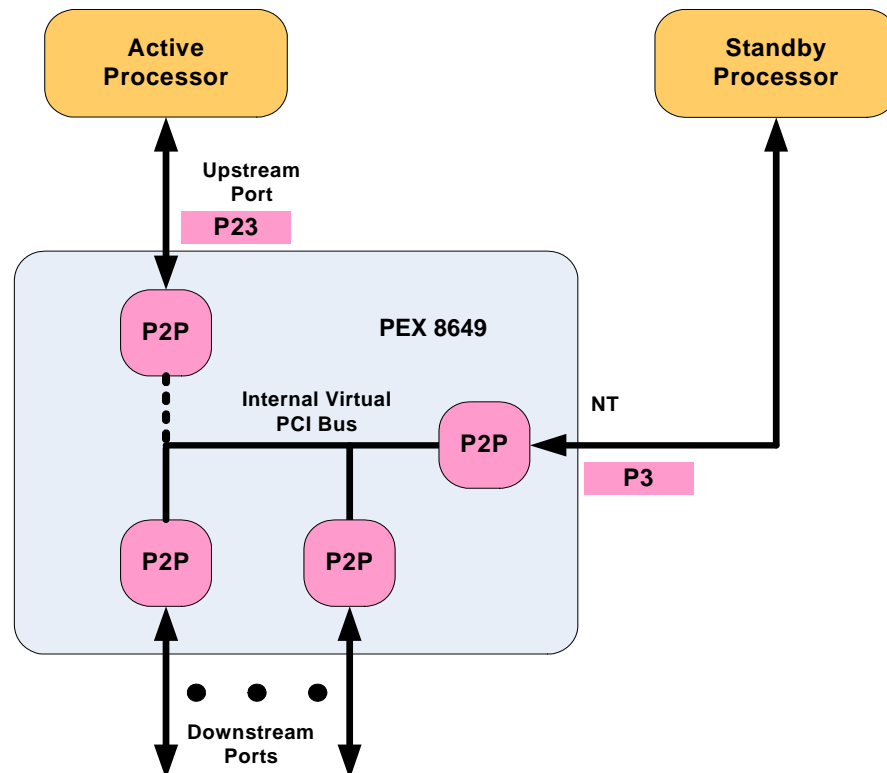 Active
Processor
Standby
Processor
Upstream
Port
P23
P2P
PEX 8649
Internal Virtual
PCI Bus
NT
P2P
P3
P2P
P2P
Downstream
Ports